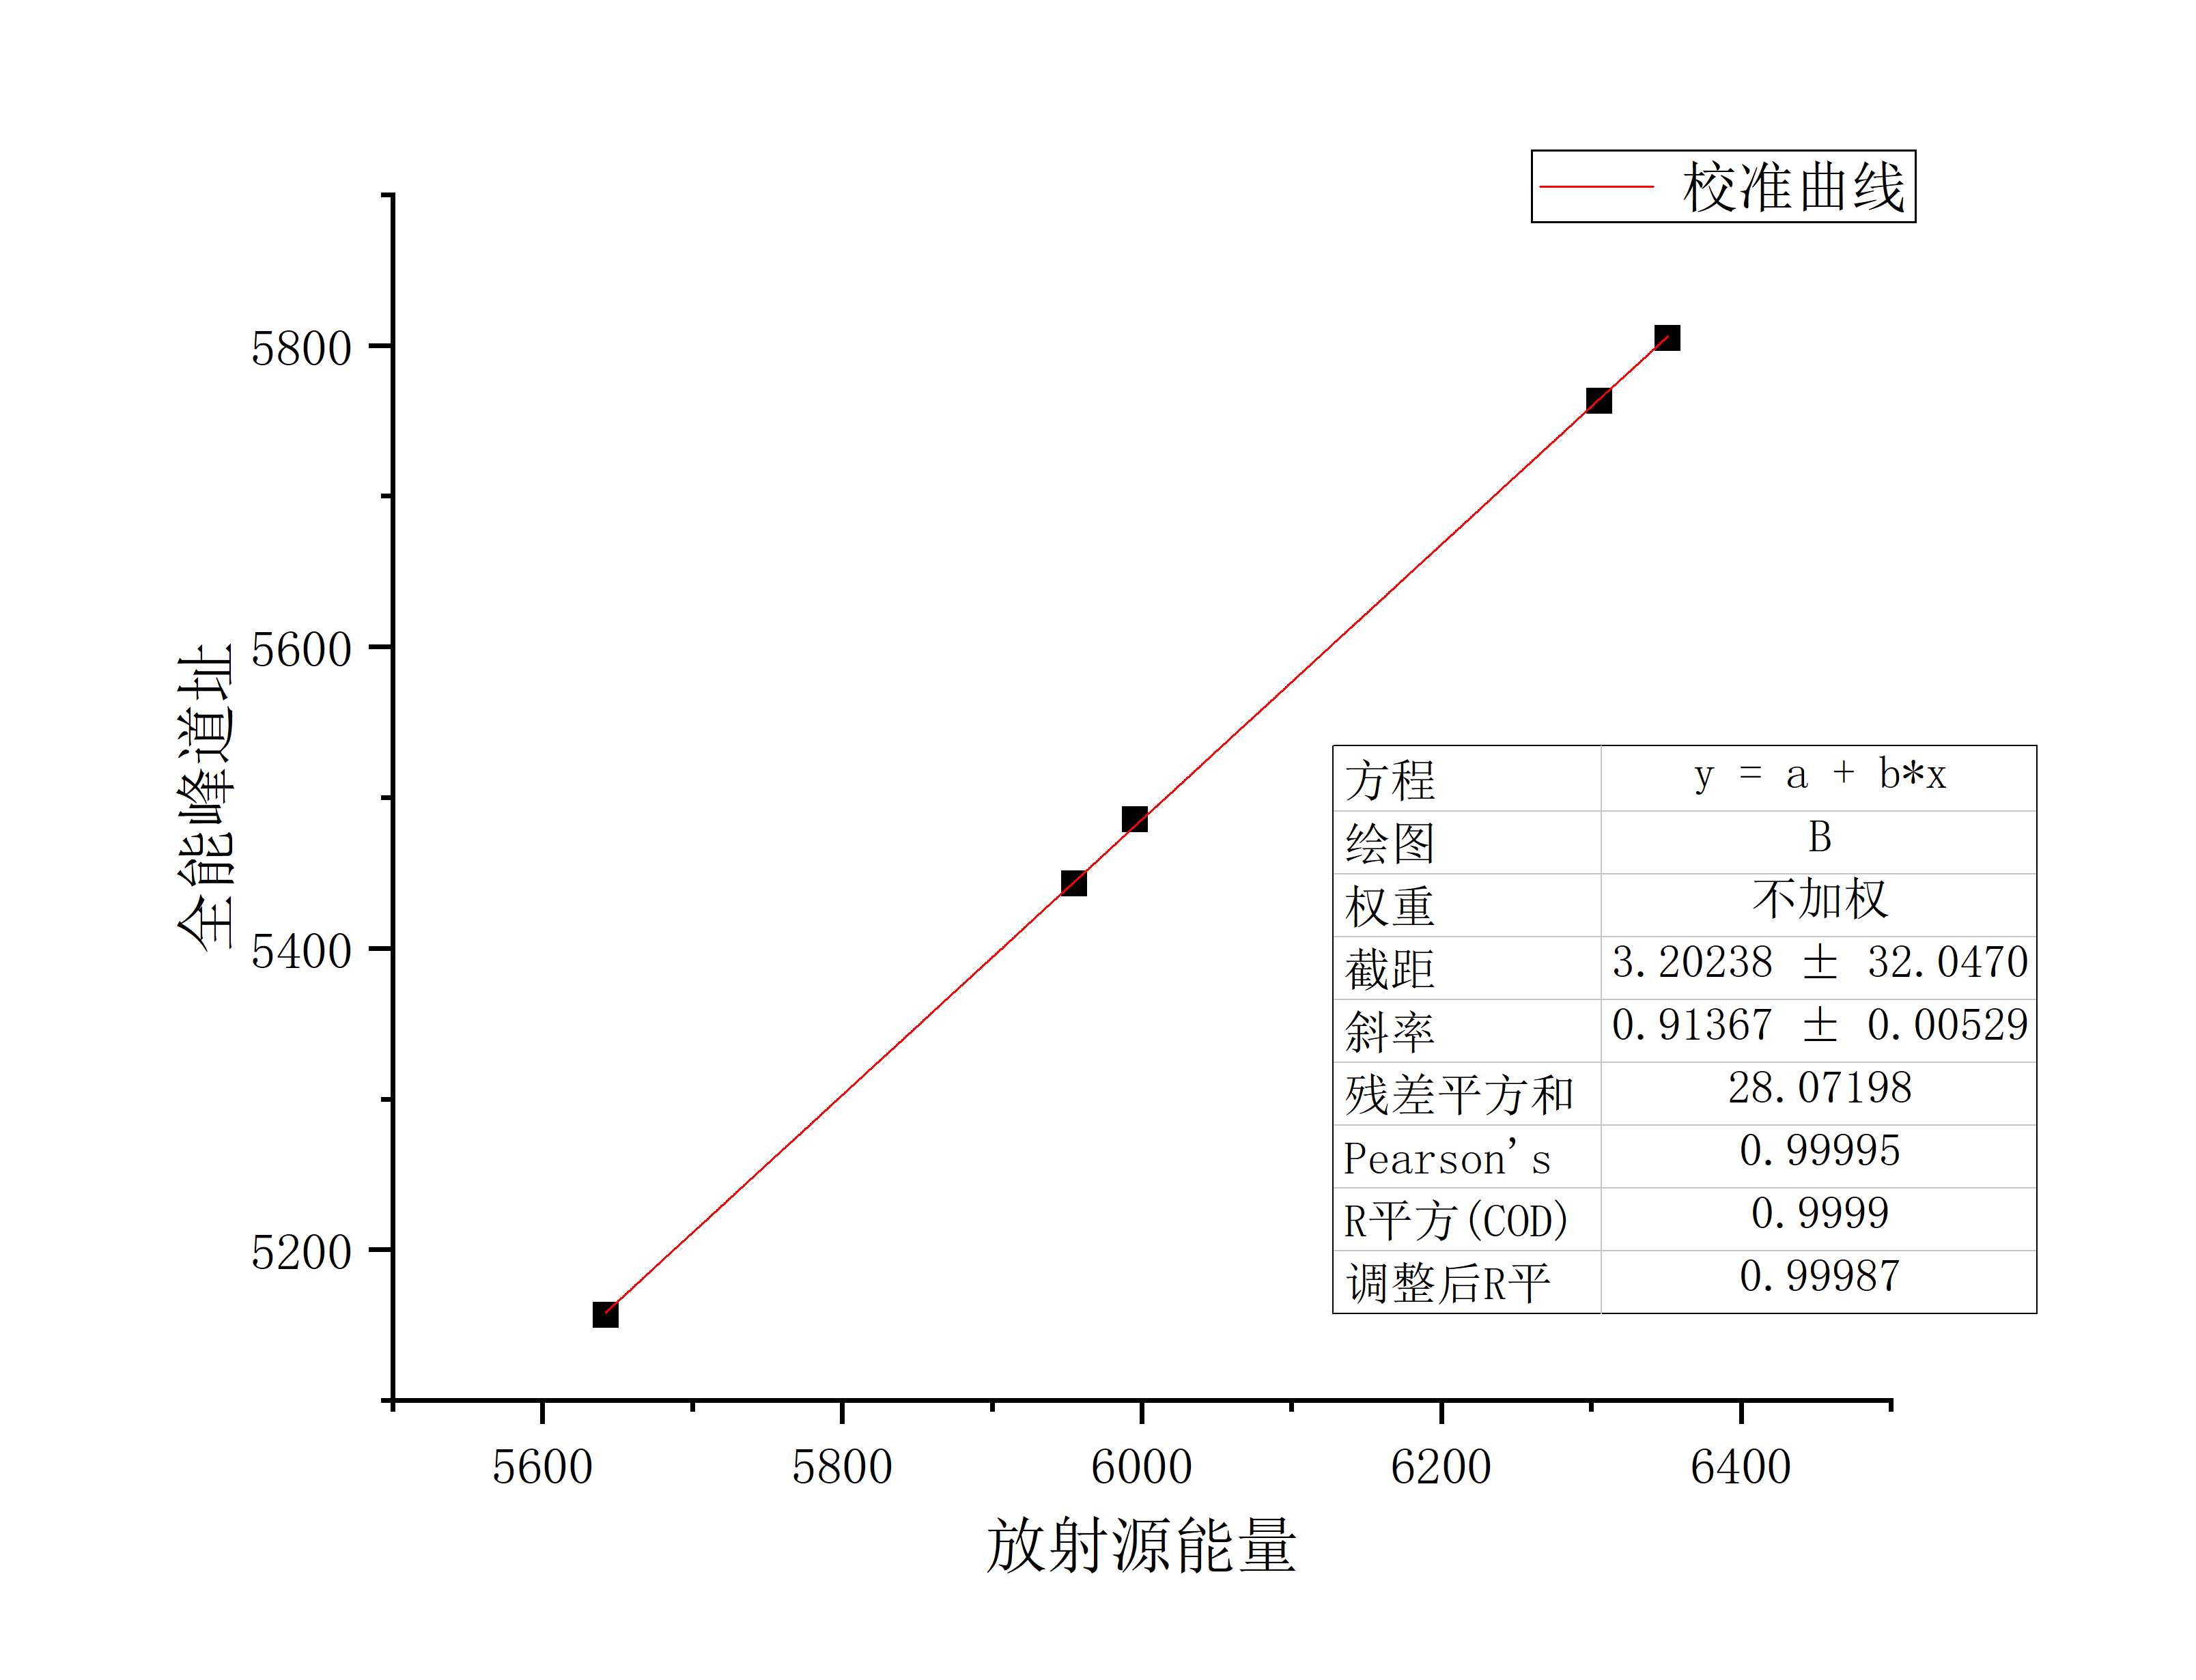 校准曲线
5800
5600
5400
5200
全能峰道址
方程 y = a + b*x
绘图 B
权重 不加权
截距 3.20238 ± 32.0470
斜率 0.91367 ± 0.00529
残差平方和 28.07198
Pearson's 0.99995
R平方(COD) 0.9999
调整后R平 0.99987
5600 5800 6000 6200 6400
放射源能量